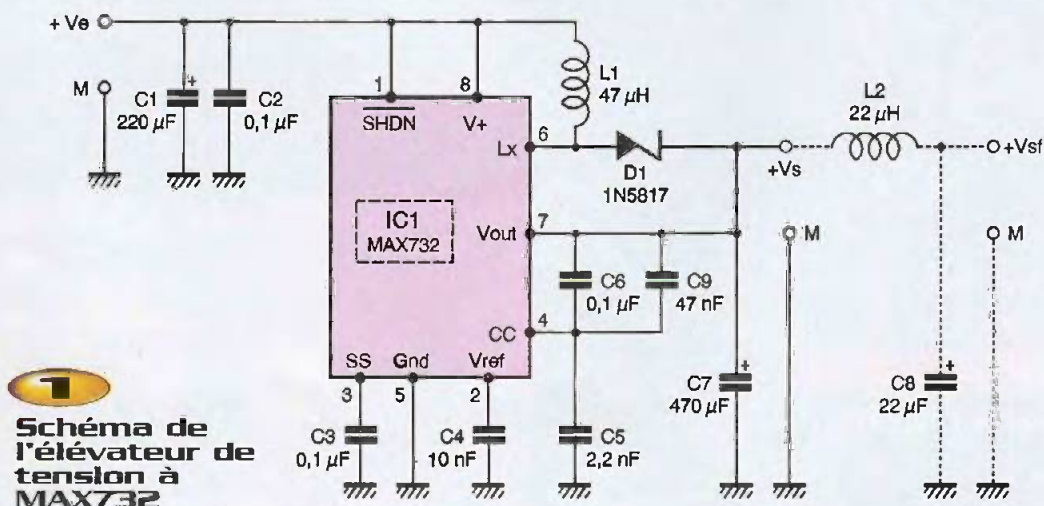 + Ve
M
C1
220 µF
+
C2
0,1 µF
1
8
SHDN
V+
L1
47 µH
6
Lx
D1
1N5817
+Vs
L2
22 µH
+Vsf
IC1
MAX732
Vout
7
M
M
C6
0,1 µF
C9
47 nF
CC
4
SS
Gnd
Vref
3
5
2
C3
0,1 µF
C4
10 nF
C5
2,2 nF
C7
470 µF
+
C8
22 µF
+
1
Schéma de
l'élévateur de
tension à
MAX732